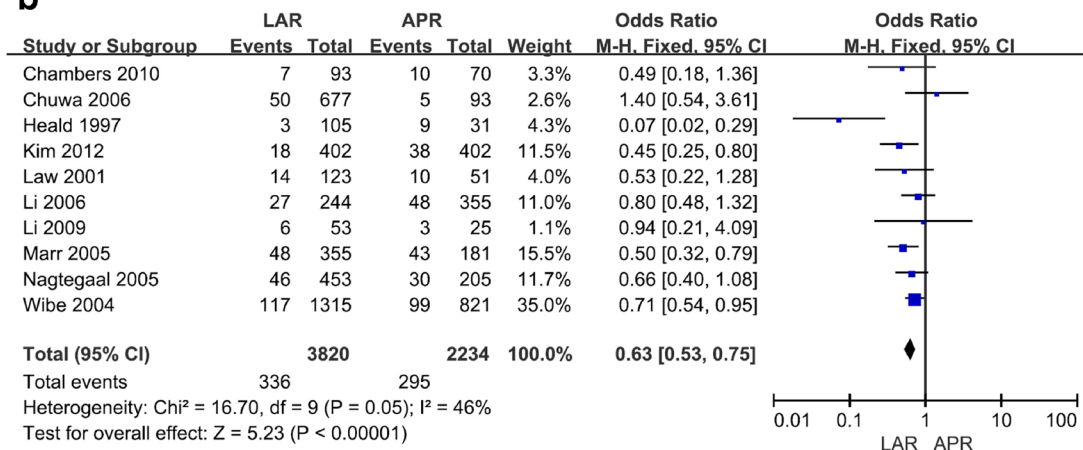 b
LAR APR Odds Ratio Odds Ratio
Study or Subgroup Events Total Events Total Weight M-H, Fixed, 95% CI M-H, Fixed, 95% CI
Chambers 2010 7 93 10 70 3.3% 0.49 [0.18, 1.36]
Chuwa 2006 50 677 5 93 2.6% 1.40 [0.54, 3.61]
Heald 1997 3 105 9 31 4.3% 0.07 [0.02, 0.29]
Kim 2012 18 402 38 402 11.5% 0.45 [0.25, 0.80]
Law 2001 14 123 10 51 4.0% 0.53 [0.22, 1.28]
Li 2006 27 244 48 355 11.0% 0.80 [0.48, 1.32]
Li 2009 6 53 3 25 1.1% 0.94 [0.21, 4.09]
Marr 2005 48 355 43 181 15.5% 0.50 [0.32, 0.79]
Nagtegaal 2005 46 453 30 205 11.7% 0.66 [0.40, 1.08]
Wibe 2004 117 1315 99 821 35.0% 0.71 [0.54, 0.95]
Total (95% CI) 3820 2234 100.0% 0.63 [0.53, 0.75]
Total events 336 295
Heterogeneity: Chi² = 16.70, df = 9 (P = 0.05); I² = 46%
Test for overall effect: Z = 5.23 (P < 0.00001)
0.01 0.1 1 10 100
LAR APR